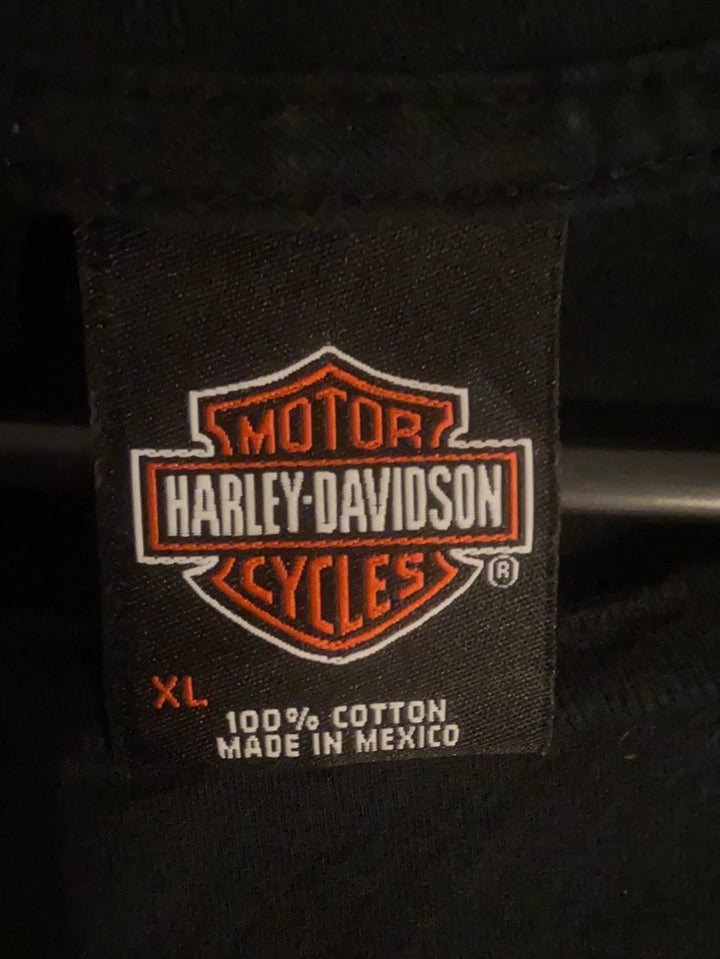 MOTOR
HARLEY-DAVIDSON
CYCLES
®
XL
100% COTTON
MADE IN MEXICO